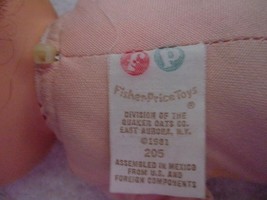 fp
Fisher-Price Toys
DIVISION OF THE
QUAKER OATS CO.
EAST AURORA, N.Y.
©1981
205
ASSEMBLED IN MEXICO
FROM U.S. AND
FOREIGN COMPONENTS